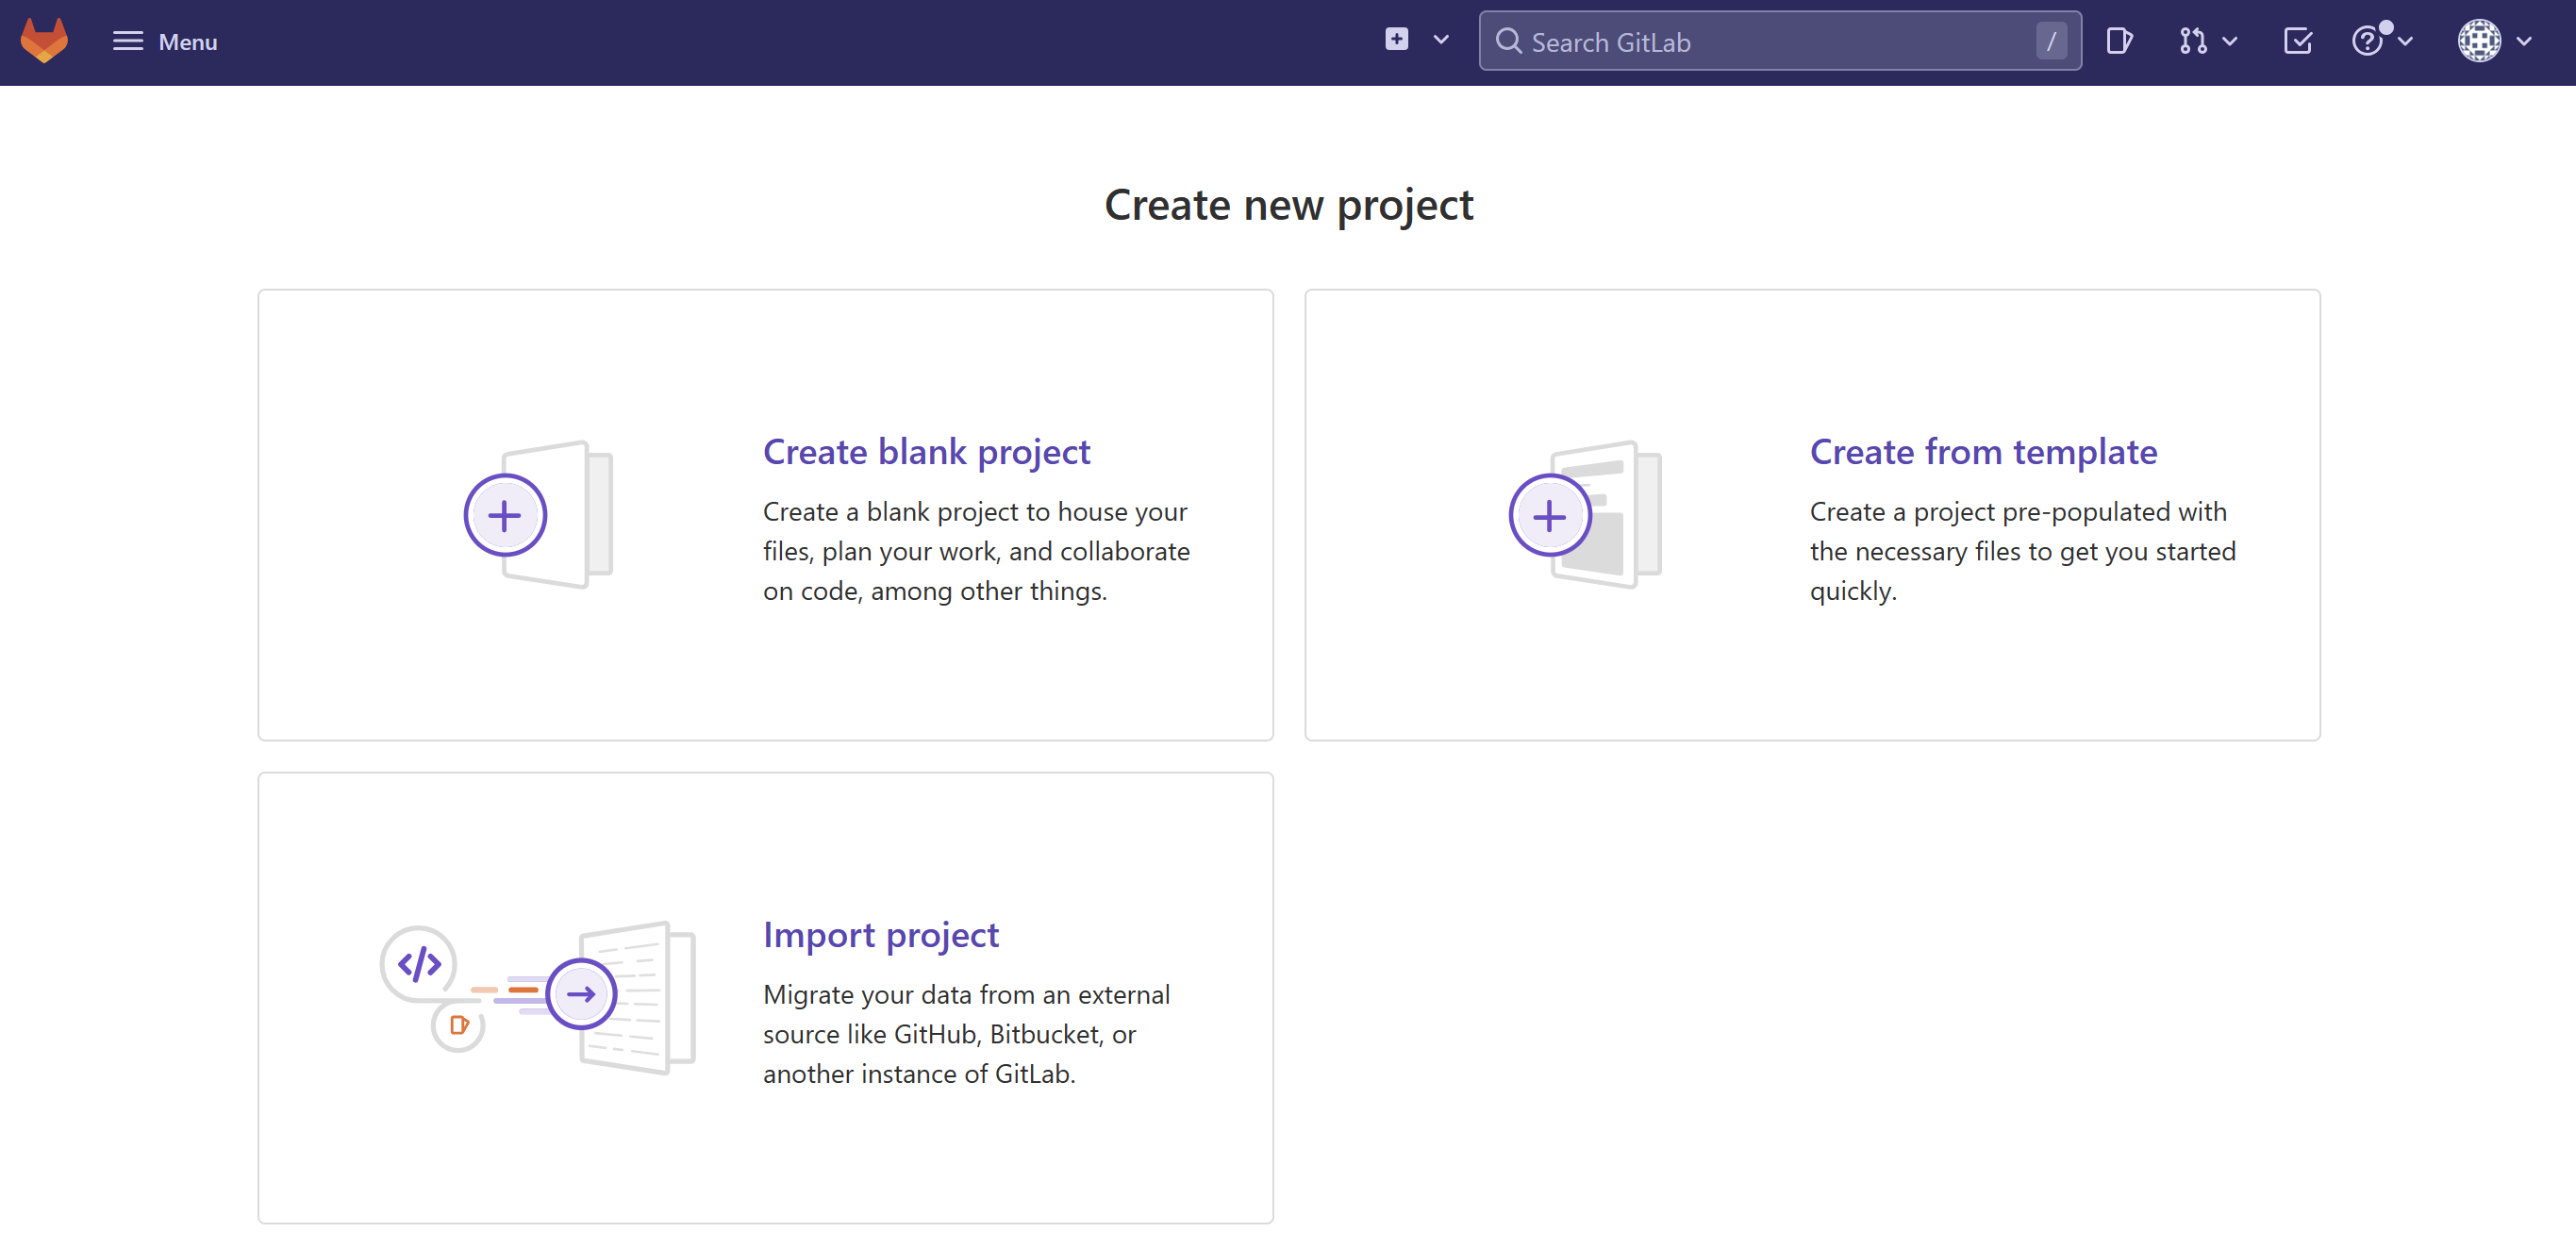 Menu
Search GitLab /
Create new project
Create blank project
Create a blank project to house your
files, plan your work, and collaborate
on code, among other things.
Create from template
Create a project pre-populated with
the necessary files to get you started
quickly.
Import project
Migrate your data from an external
source like GitHub, Bitbucket, or
another instance of GitLab.